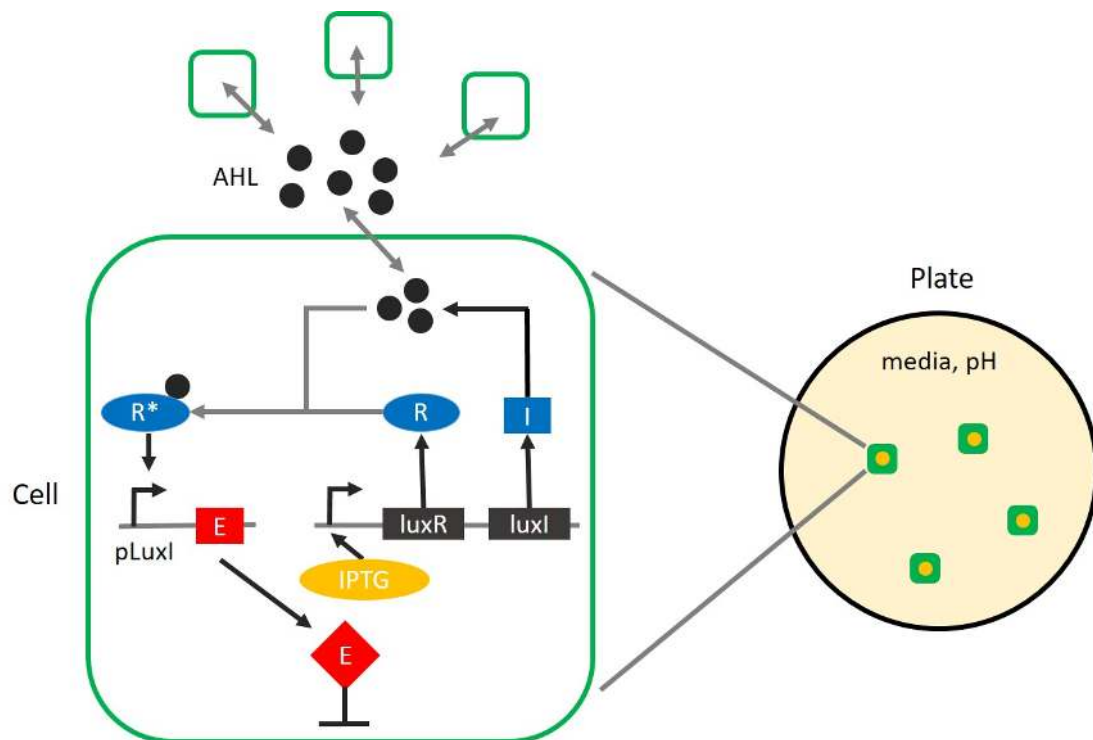 AHL
Plate
media, pH
R*
R
I
Cell
E
luxR
luxI
pLuxI
IPTG
E